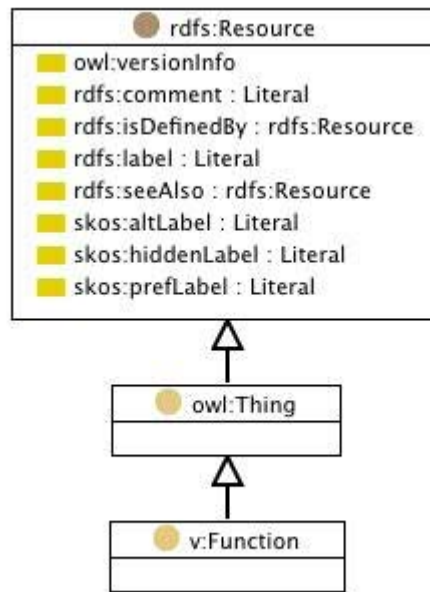 rdfs:Resource
owl:versionInfo
rdfs:comment : Literal
rdfs:isDefinedBy : rdfs:Resource
rdfs:label : Literal
rdfs:seeAlso : rdfs:Resource
skos:altLabel : Literal
skos:hiddenLabel : Literal
skos:prefLabel : Literal
owl:Thing
v:Function